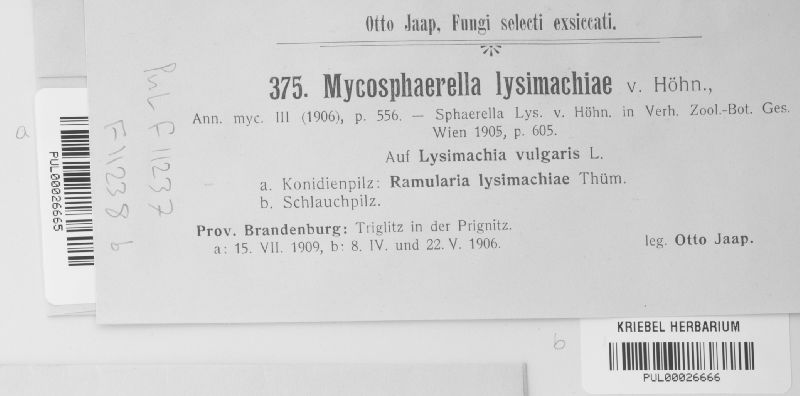 Otto Jaap, Fungi selecti exsiccati.
375. Mycosphaerella lysimachiae v. Höhn.,
Ann. myc. III (1906), p. 556. — Sphaerella Lys. v. Höhn. in Verh. Zool.-Bot. Ges.
Wien 1905, p. 605.
Auf Lysimachia vulgaris L.
a. Konidienpilz: Ramularia lysimachiae Thüm.
b. Schlauchpilz.
Prov. Brandenburg: Triglitz in der Prignitz.
a: 15. VII. 1909, b: 8. IV. und 22. V. 1906.
leg. Otto Jaap.
PUL F11237
F11238 b
a
PUL00026665
b
KRIEBEL HERBARIUM
PUL00026666